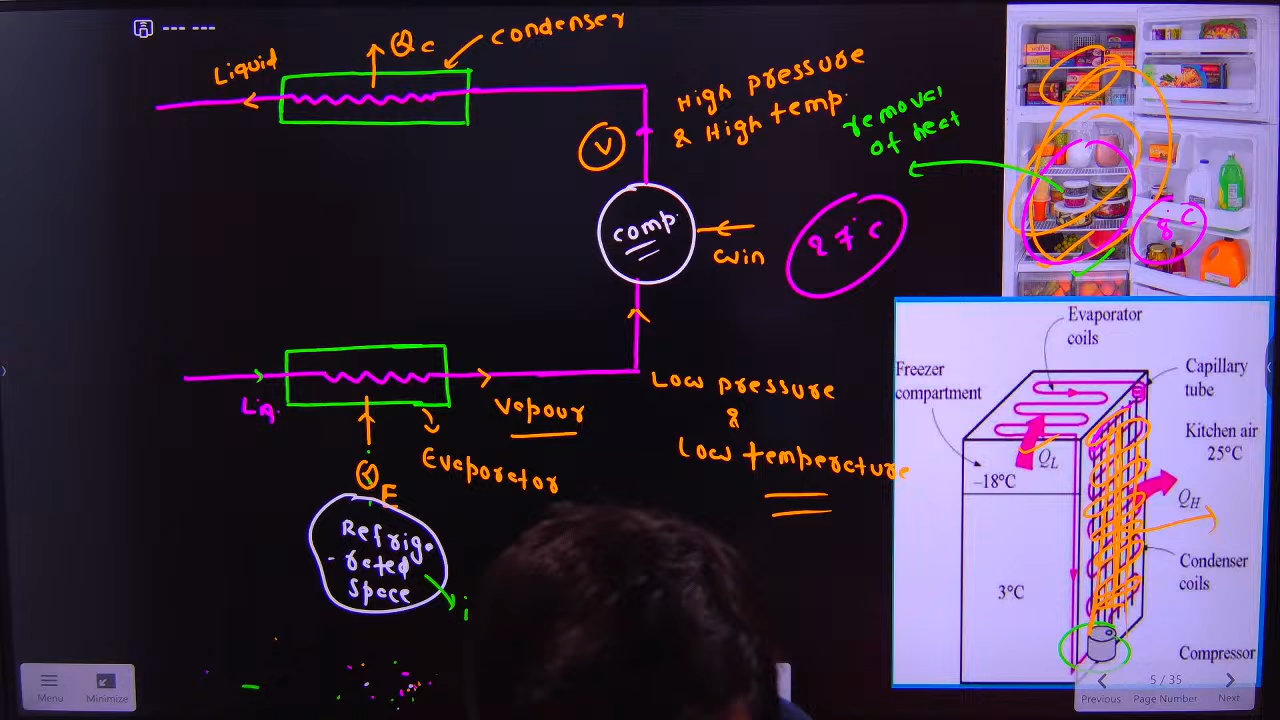 condenser
Qc
Liquid
High pressure
& High temp.
removal
of heat
V
comp.
Win
27°c
8°c
Liq.
Vapour
Evaporator
QE
Low pressure
&
Low temperature
Refrige
-rated
Space
i
Evaporator
coils
Freezer
compartment
Capillary
tube
Kitchen air
25°C
QL
–18°C
QH
3°C
Condenser
coils
Compressor
Menu
Minimize
Previous
5 / 35
Page Number
Next